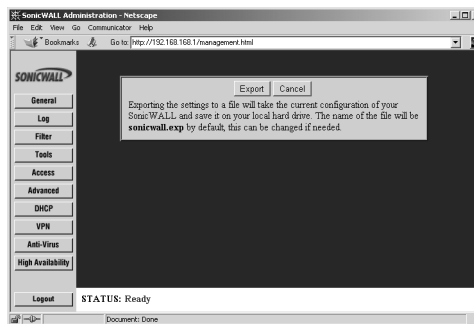 SonicWALL Administration - Netscape
File Edit View Go Communicator Help
Bookmarks Go to: http://192.168.168.1/management.html
SONICWALL
General
Log
Filter
Tools
Access
Advanced
DHCP
VPN
Anti-Virus
High Availability
Logout
Export Cancel
Exporting the settings to a file will take the current configuration of your
SonicWALL and save it on your local hard drive. The name of the file will be
sonicwall.exp by default, this can be changed if needed.
STATUS: Ready
Document: Done